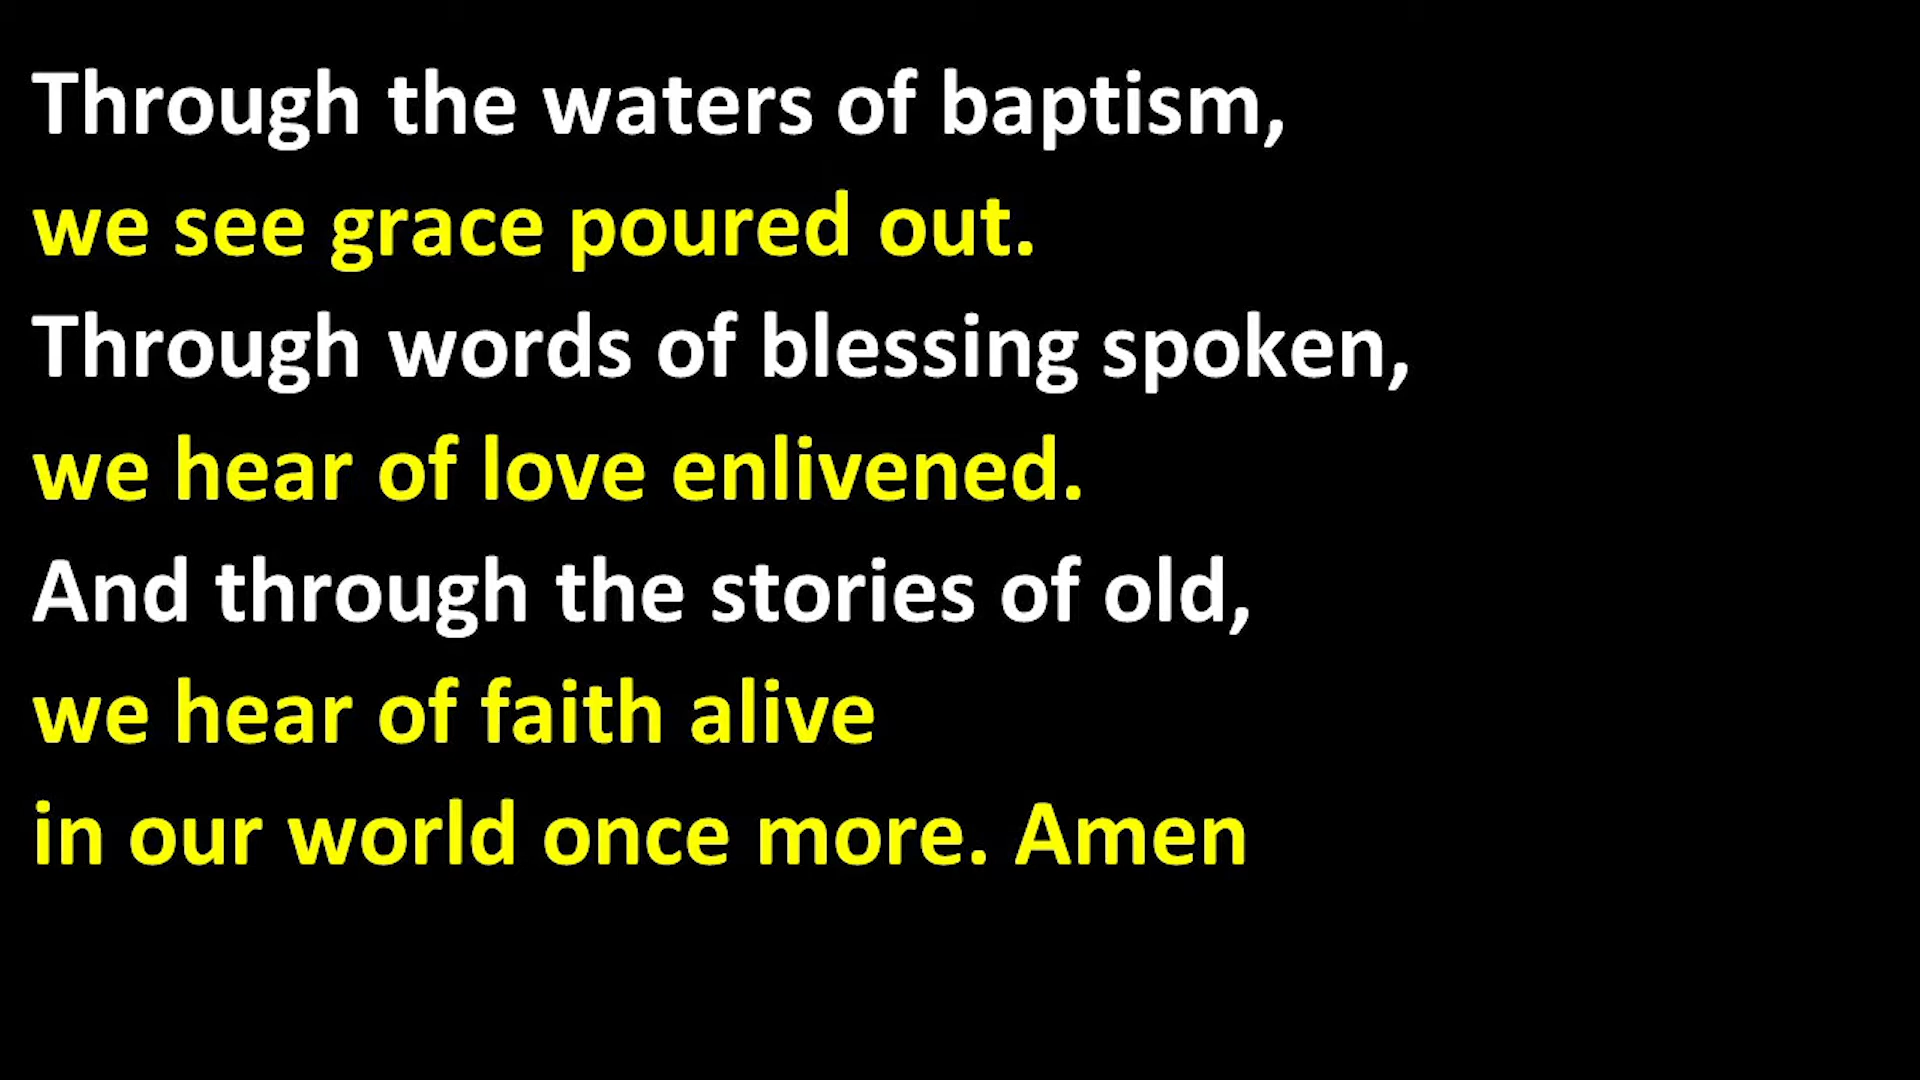 Through the waters of baptism,
we see grace poured out.
Through words of blessing spoken,
we hear of love enlivened.
And through the stories of old,
we hear of faith alive
in our world once more. Amen